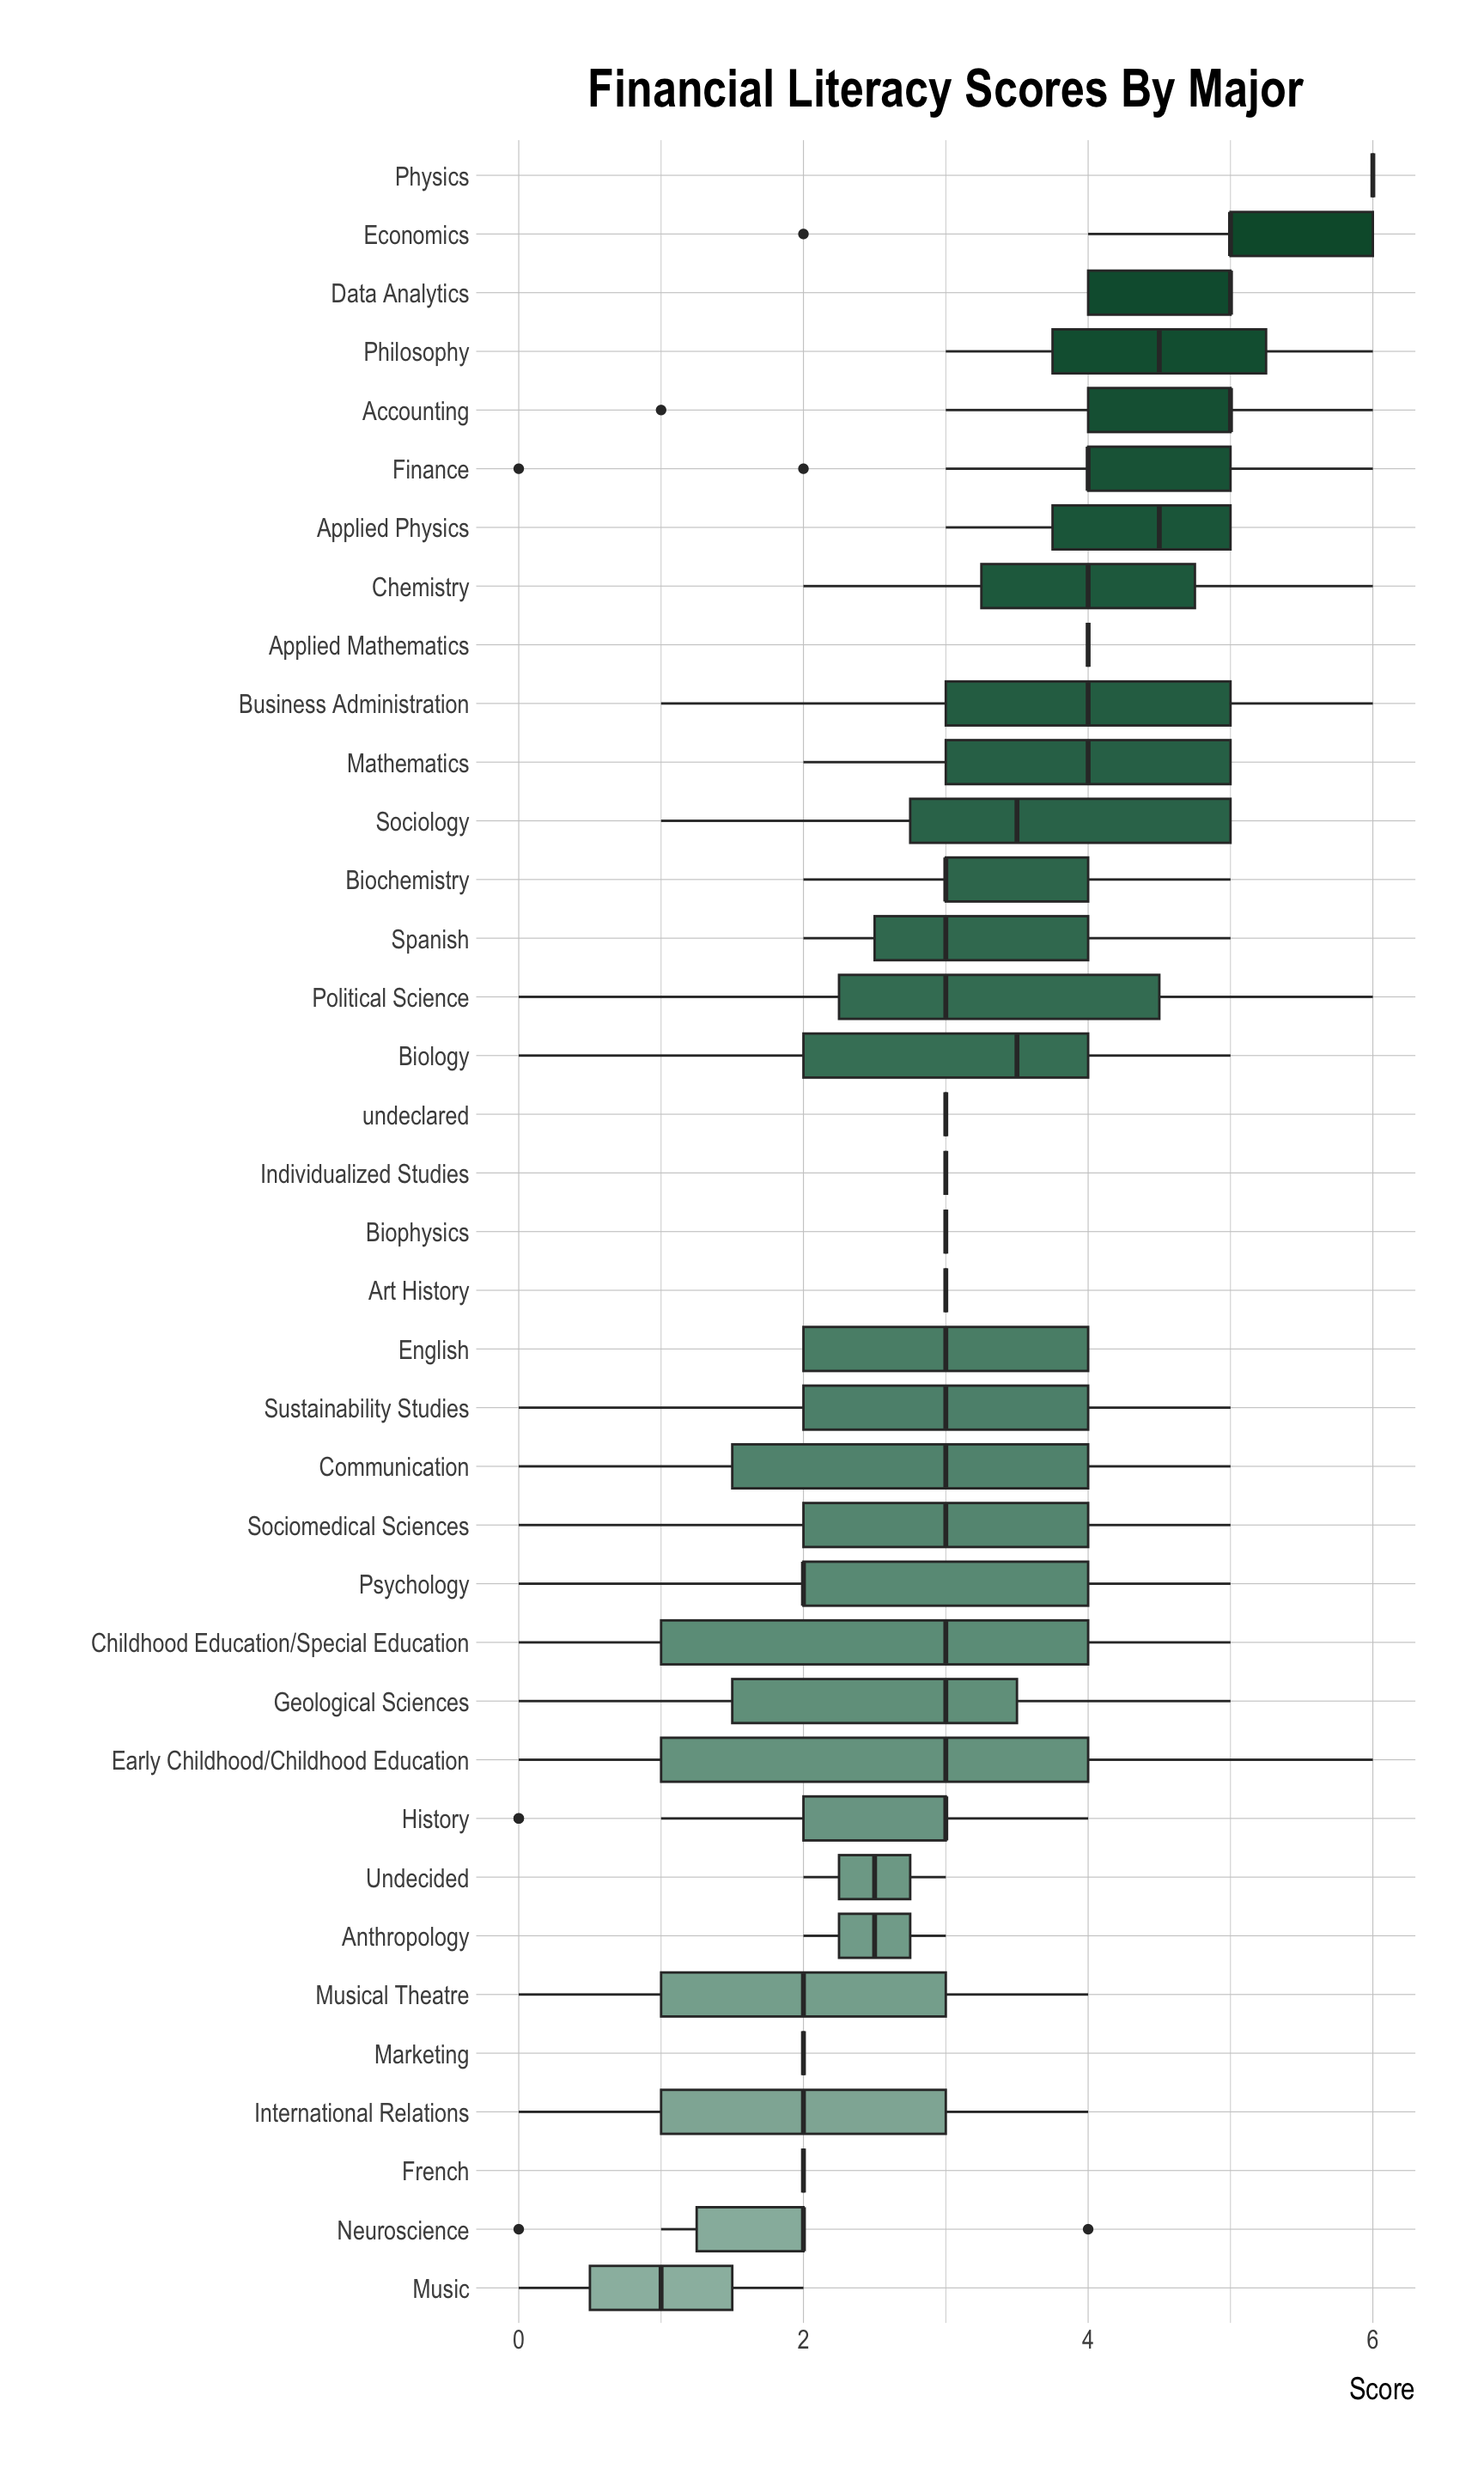 Financial Literacy Scores By Major
Physics
Economics
Data Analytics
Philosophy
Accounting
Finance
Applied Physics
Chemistry
Applied Mathematics
Business Administration
Mathematics
Sociology
Biochemistry
Spanish
Political Science
Biology
undeclared
Individualized Studies
Biophysics
Art History
English
Sustainability Studies
Communication
Sociomedical Sciences
Psychology
Childhood Education/Special Education
Geological Sciences
Early Childhood/Childhood Education
History
Undecided
Anthropology
Musical Theatre
Marketing
International Relations
French
Neuroscience
Music
0 2 4 6
Score